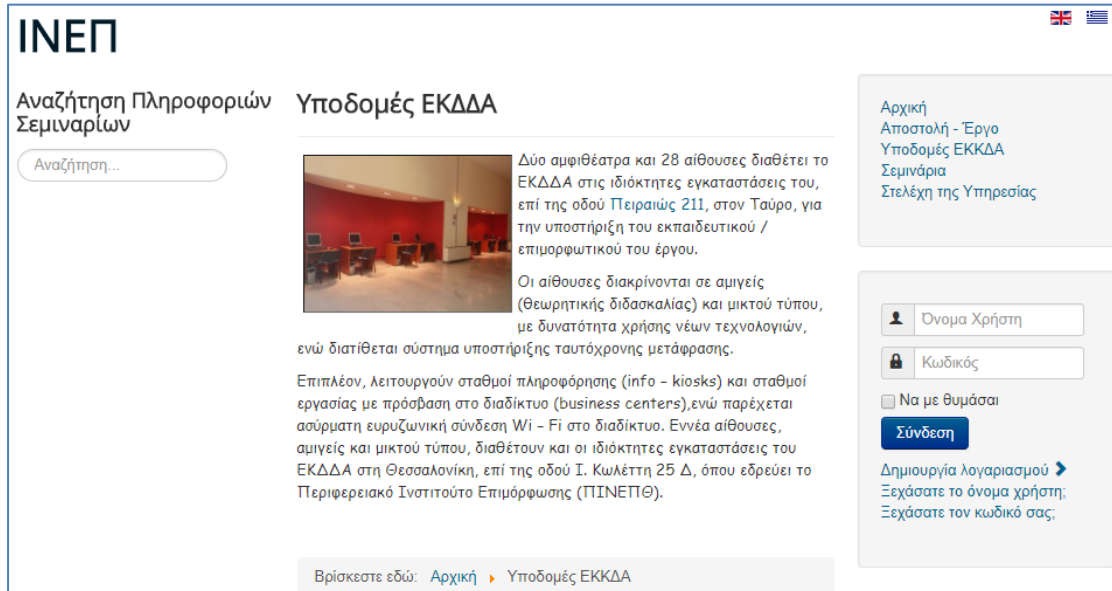 ΙΝΕΠ
Αναζήτηση Πληροφοριών
Σεμιναρίων
Αναζήτηση...
Υποδομές ΕΚΔΔΑ
Δύο αμφιθέατρα και 28 αίθουσες διαθέτει το
ΕΚΔΔΑ στις ιδιόκτητες εγκαταστάσεις του,
επί της οδού Πειραιώς 211, στον Ταύρο, για
την υποστήριξη του εκπαιδευτικού /
επιμορφωτικού του έργου.
Οι αίθουσες διακρίνονται σε αμιγείς
(θεωρητικής διδασκαλίας) και μικτού τύπου,
με δυνατότητα χρήσης νέων τεχνολογιών,
ενώ διατίθεται σύστημα υποστήριξης ταυτόχρονης μετάφρασης.
Επιπλέον, λειτουργούν σταθμοί πληροφόρησης (info - kiosks) και σταθμοί
εργασίας με πρόσβαση στο διαδίκτυο (business centers),ενώ παρέχεται
ασύρματη ευρυζωνική σύνδεση Wi - Fi στο διαδίκτυο. Εννέα αίθουσες,
αμιγείς και μικτού τύπου, διαθέτουν και οι ιδιόκτητες εγκαταστάσεις του
ΕΚΔΔΑ στη Θεσσαλονίκη, επί της οδού Ι. Κωλέττη 25 Δ, όπου εδρεύει το
Περιφερειακό Ινστιτούτο Επιμόρφωσης (ΠΙΝΕΠΘ).
Βρίσκεστε εδώ: Αρχική Υποδομές ΕΚΚΔΑ
Αρχική
Αποστολή - Έργο
Υποδομές ΕΚΚΔΑ
Σεμινάρια
Στελέχη της Υπηρεσίας
Όνομα Χρήστη
Κωδικός
Να με θυμάσαι
Σύνδεση
Δημιουργία λογαριασμού
Ξεχάσατε το όνομα χρήστη;
Ξεχάσατε τον κωδικό σας;